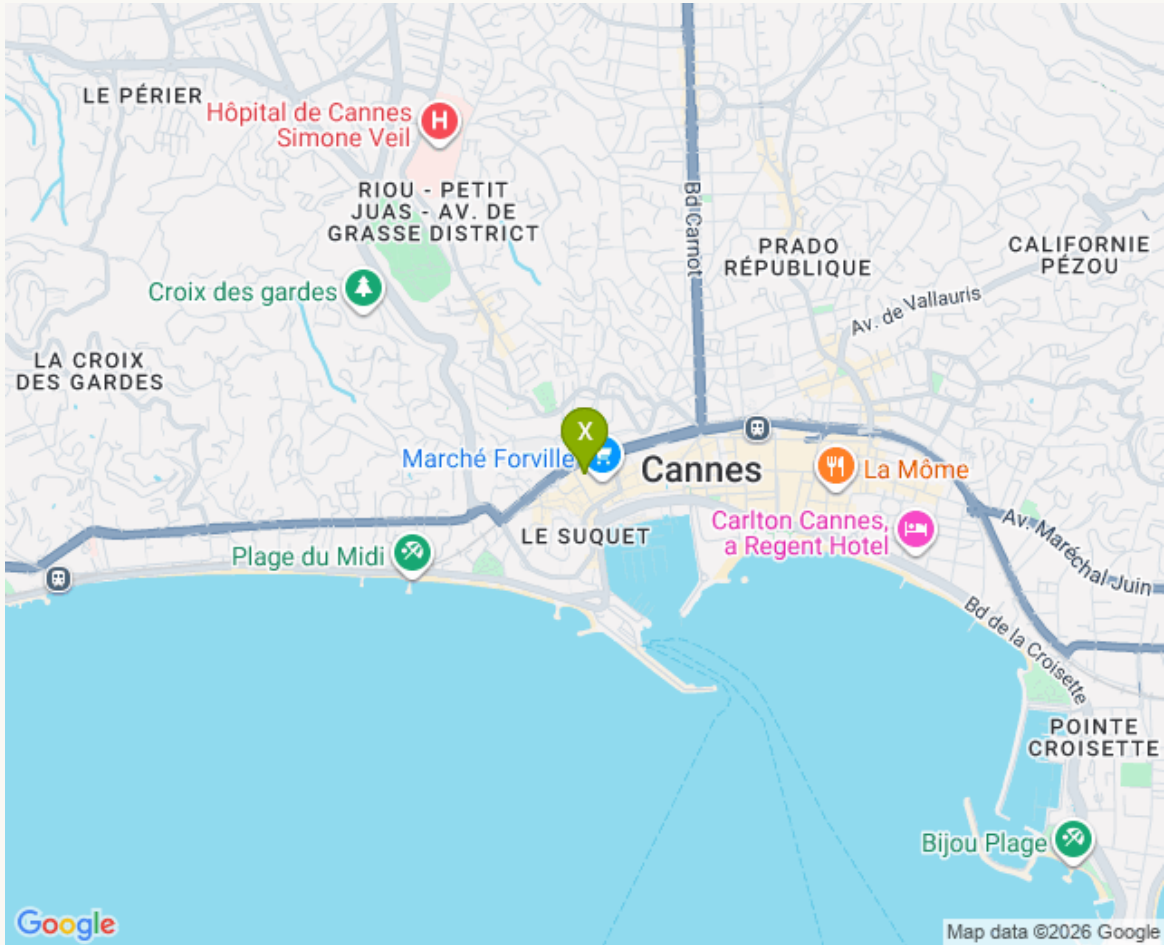 LE PÉRIER
Hôpital de Cannes
Simone Veil
H
RIOU - PETIT
JUAS - AV. DE
GRASSE DISTRICT
Bd Carnot
PRADO
RÉPUBLIQUE
CALIFORNIE
PÉZOU
Croix des gardes
Av. de Vallauris
LA CROIX
DES GARDES
X
Marché Forville
Cannes
La Môme
LE SUQUET
Carlton Cannes,
a Regent Hotel
Plage du Midi
Av. Maréchal Juin
Bd de la Croisette
POINTE
CROISETTE
Bijou Plage
Google
Map data ©2026 Google